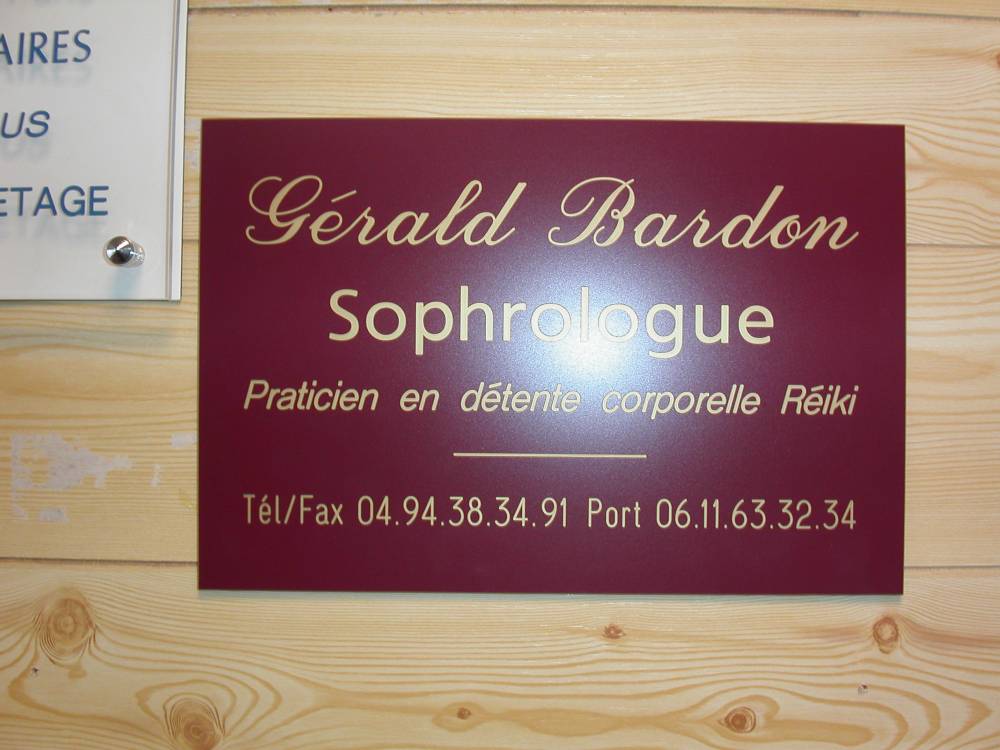 AIRES
US
ETAGE
Gérald Bardon
Sophrologue
Praticien en détente corporelle Réiki
Tél/Fax 04.94.38.34.91 Port 06.11.63.32.34